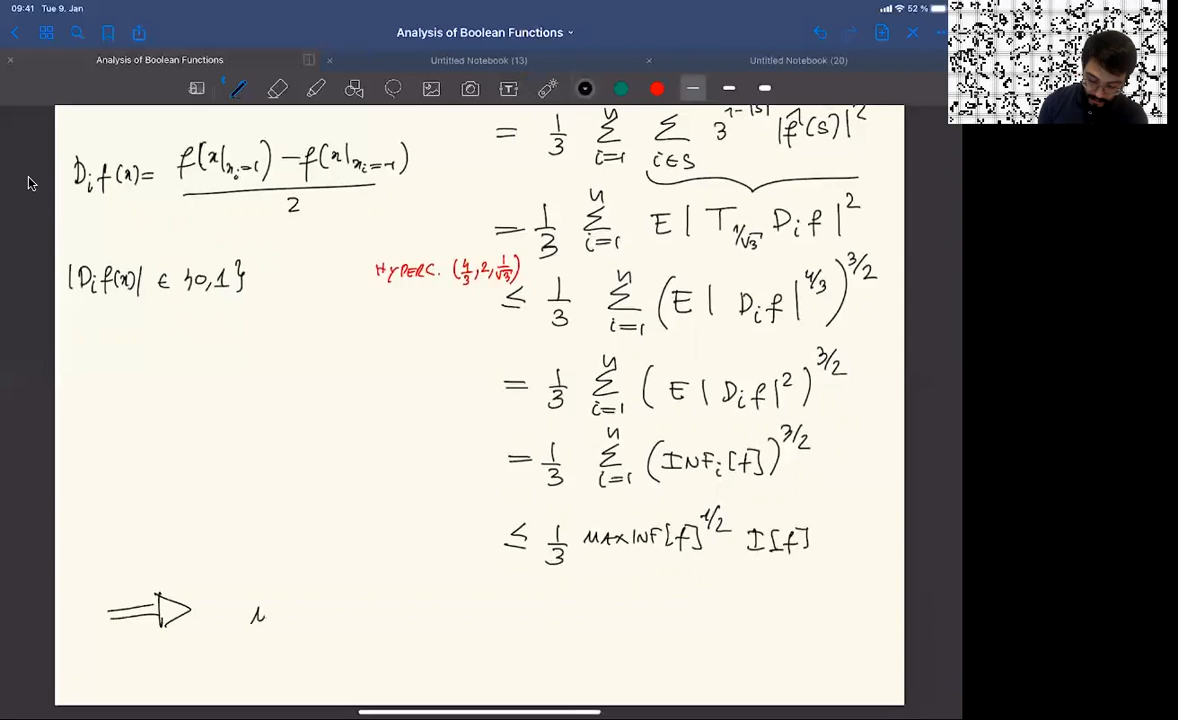 09:41 Tue 9. Jan 52 %
Analysis of Boolean Functions
Analysis of Boolean Functions Untitled Notebook (13) Untitled Notebook (20)
= 1/3 Σ_{i=1}^n Σ_{i∈S} 3^{1-|S|} |f̂(S)|^2
D_i f(x) = (f(x|_{x_i=1}) - f(x|_{x_i=-1})) / 2
= 1/3 Σ_{i=1}^n E | T_{1/√3} D_i f |^2
|D_i f(x)| ∈ {0,1}
HYPERC. (4/3, 2, 1/√3)
≤ 1/3 Σ_{i=1}^n (E | D_i f |^{4/3})^{3/2}
= 1/3 Σ_{i=1}^n (E | D_i f |^2)^{3/2}
= 1/3 Σ_{i=1}^n (INF_i [f])^{3/2}
≤ 1/3 MAXINF[f]^{1/2} I[f]
⇒